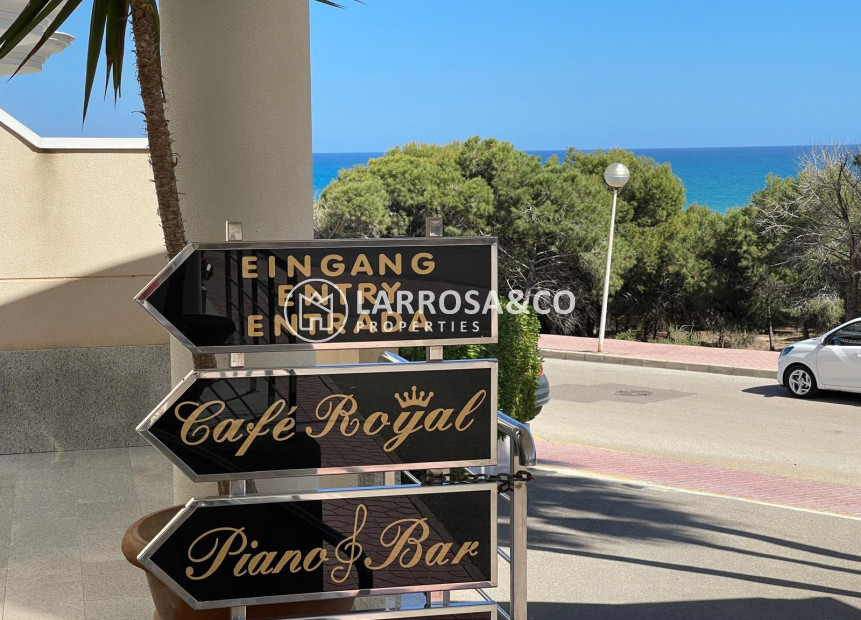 EINGANG
ENTRY
ENTRADA
LARROSA&CO
PROPERTIES
Café Royal
Piano Bar